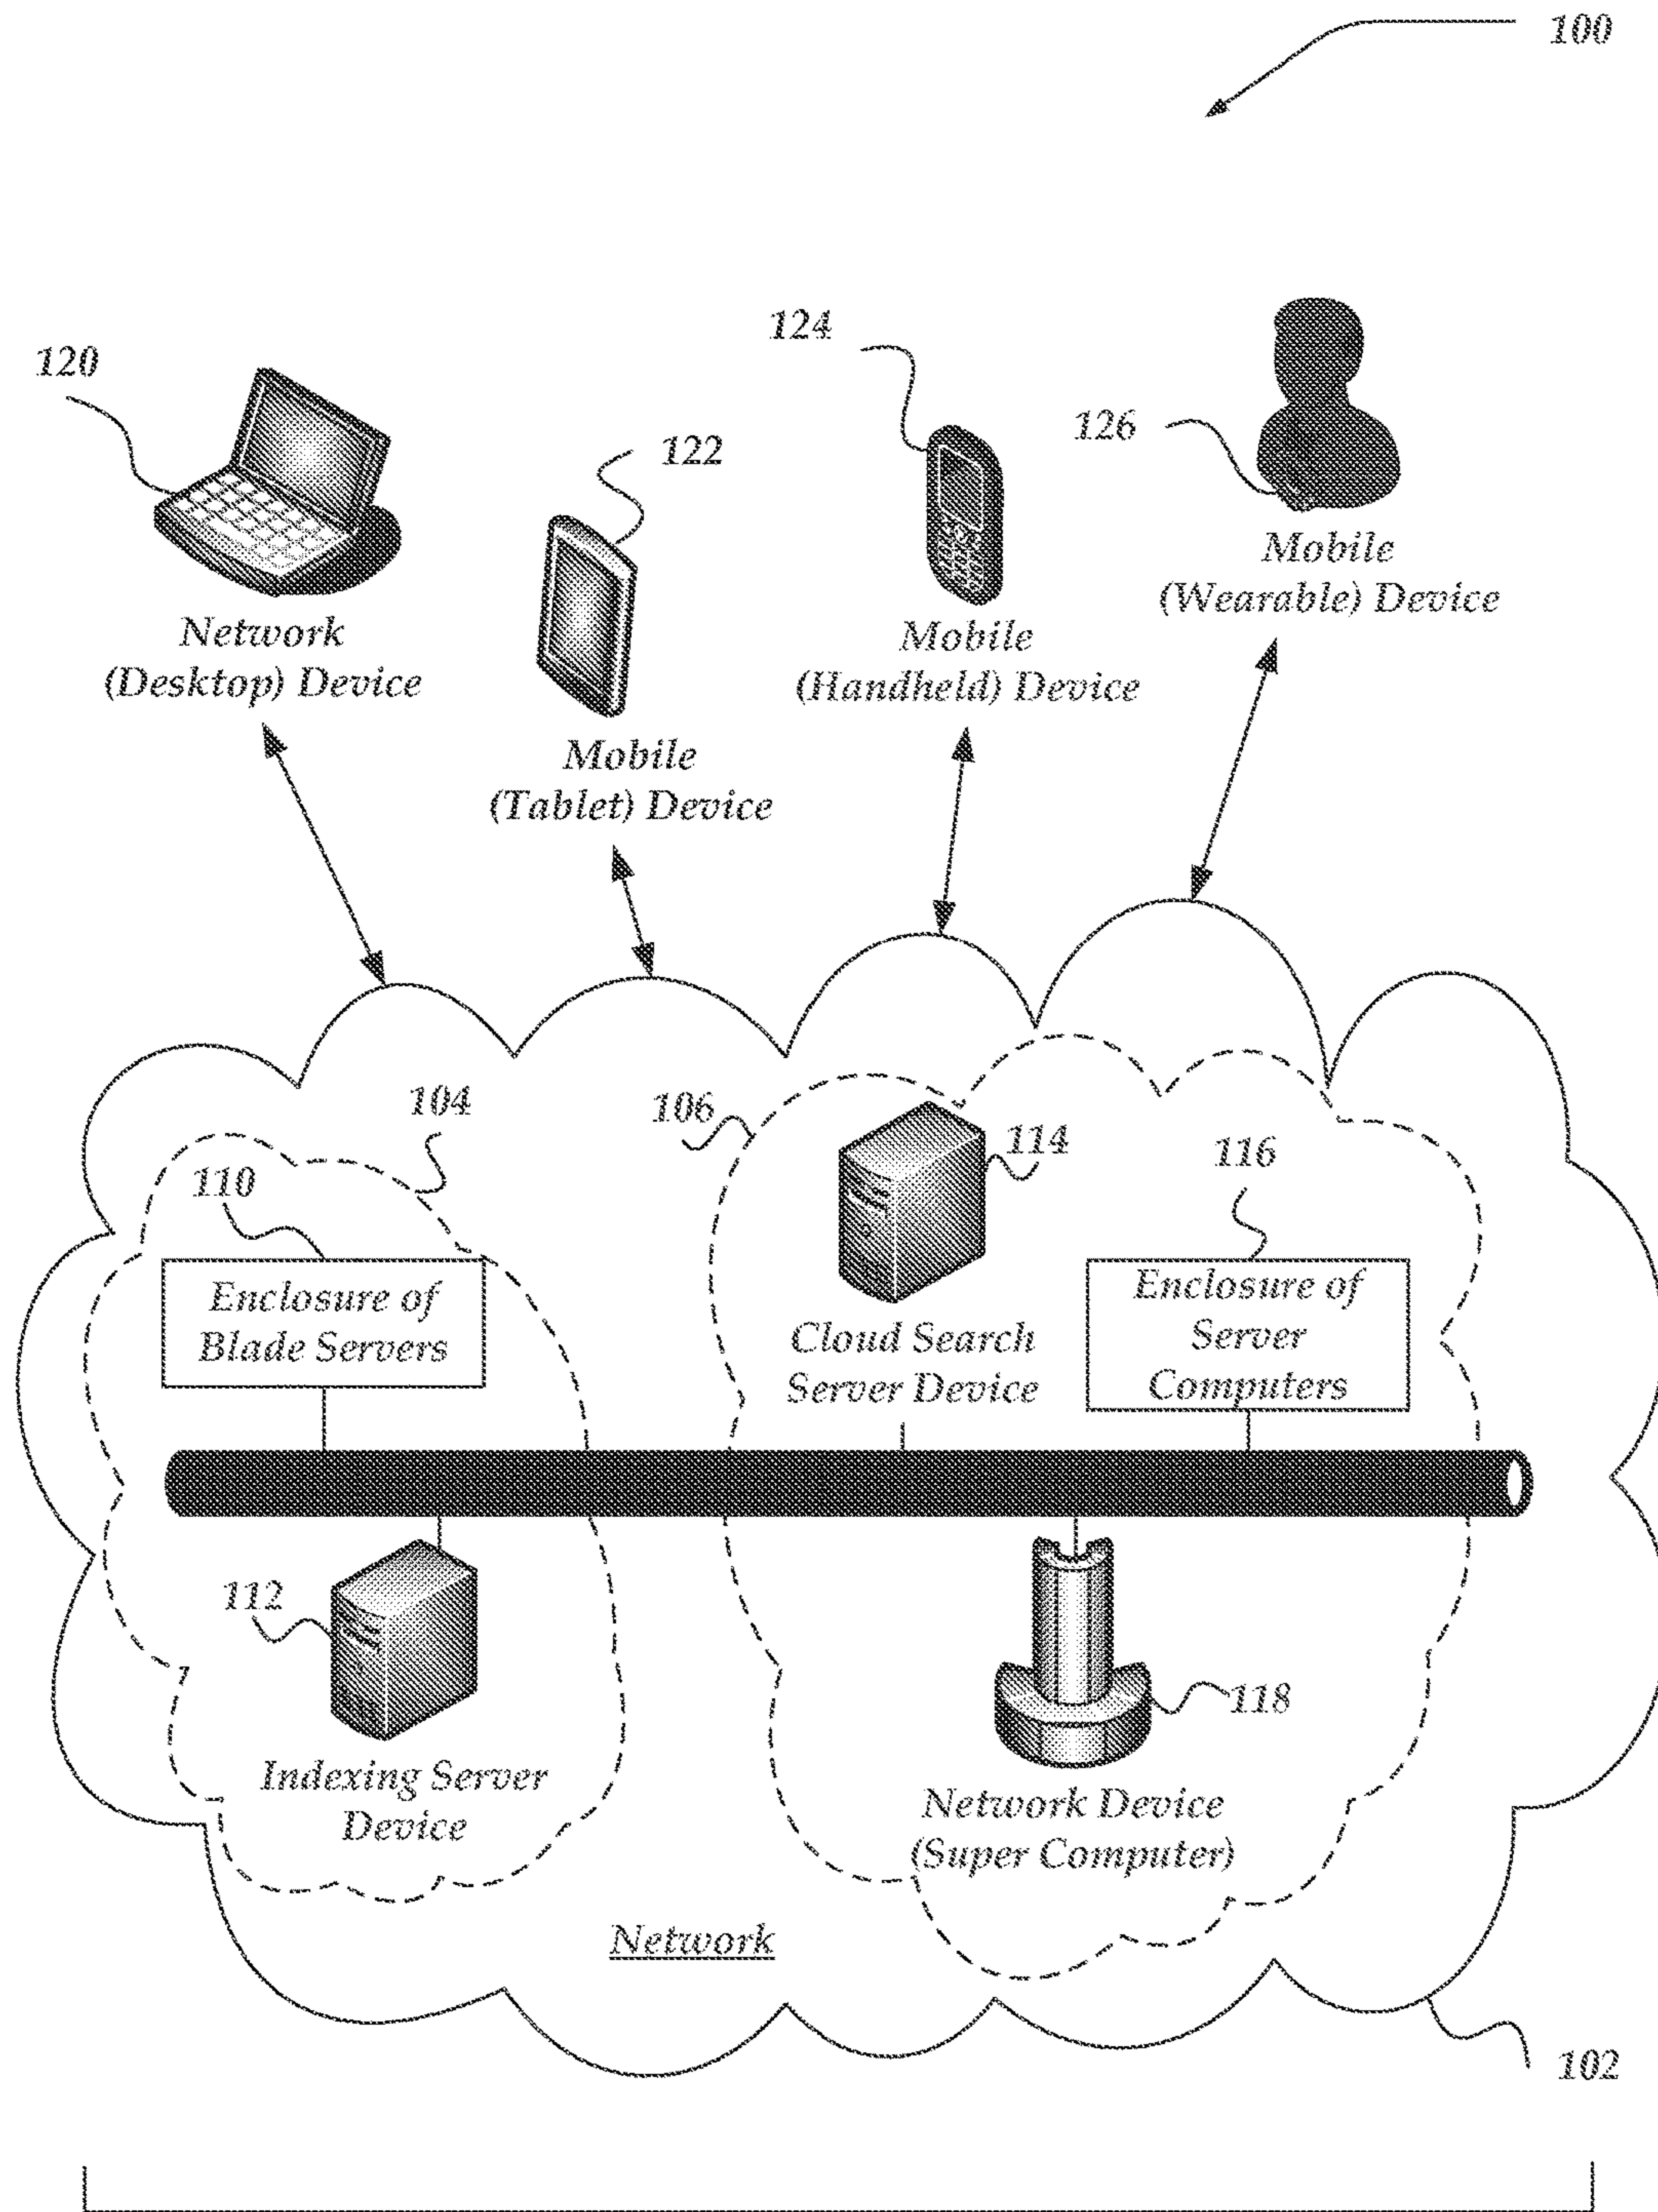 100
124
120
126
122
Mobile
(Wearable) Device
Network
(Desktop) Device
Mobile
(Handheld) Device
Mobile
(Tablet) Device
104
106
114
116
110
Enclosure of
Blade Servers
Enclosure of
Server
Computers
Cloud Search
Server Device
112
118
Indexing Server
Device
Network Device
(Super Computer)
Network
102